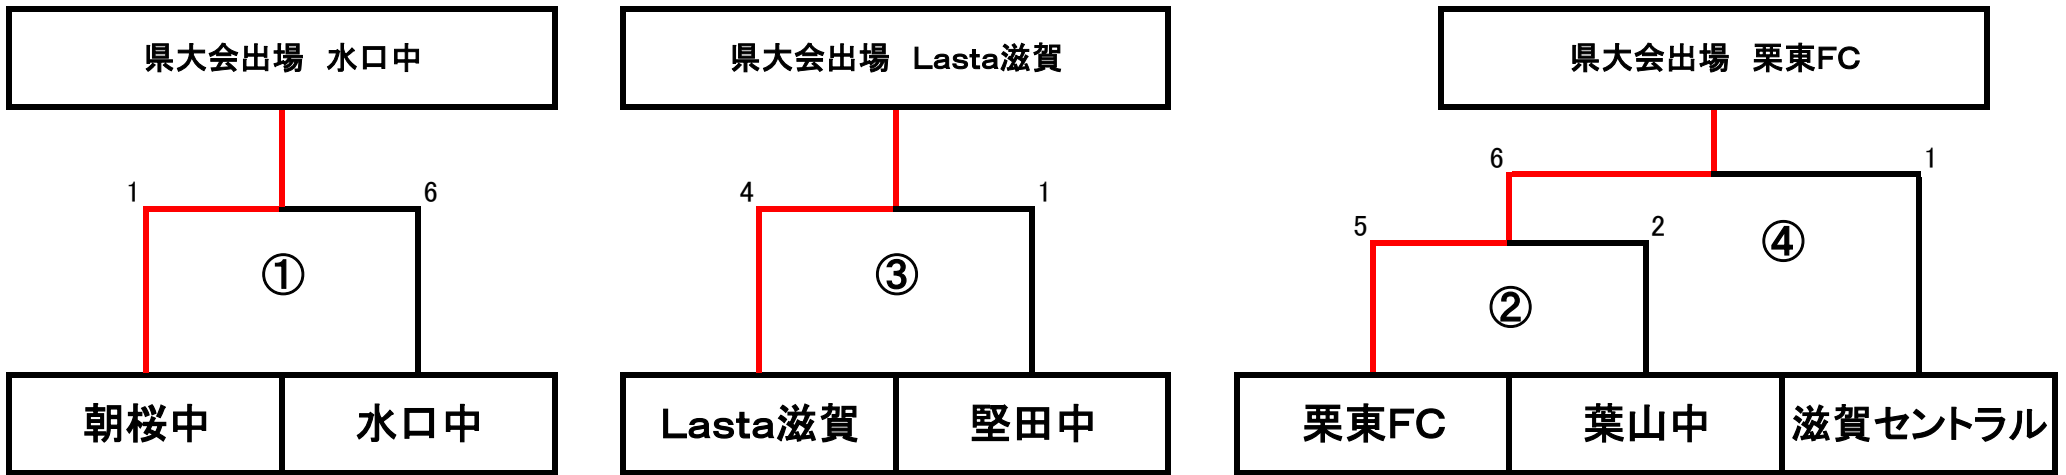 県大会出場　水口中
県大会出場　Lasta滋賀
県大会出場　栗東FC
6
1
1
6
4
1
5
2
①
③
②
④
朝桜中
水口中
Lasta滋賀
堅田中
栗東FC
葉山中
滋賀セントラル